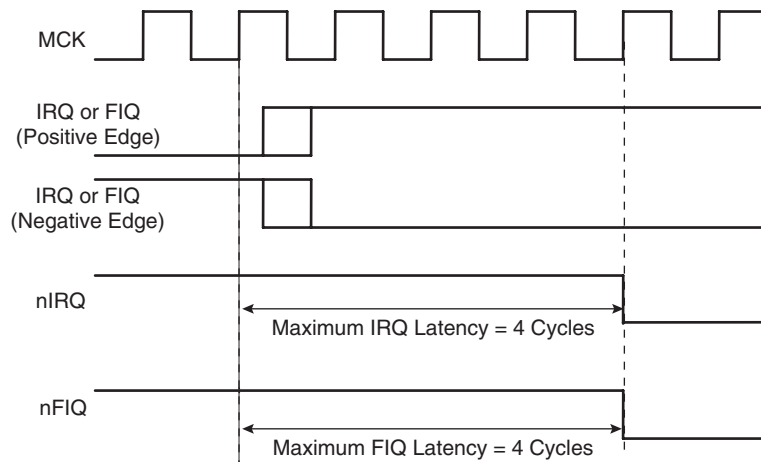 MCK
IRQ or FIQ
(Positive Edge)
IRQ or FIQ
(Negative Edge)
nIRQ
Maximum IRQ Latency = 4 Cycles
nFIQ
Maximum FIQ Latency = 4 Cycles